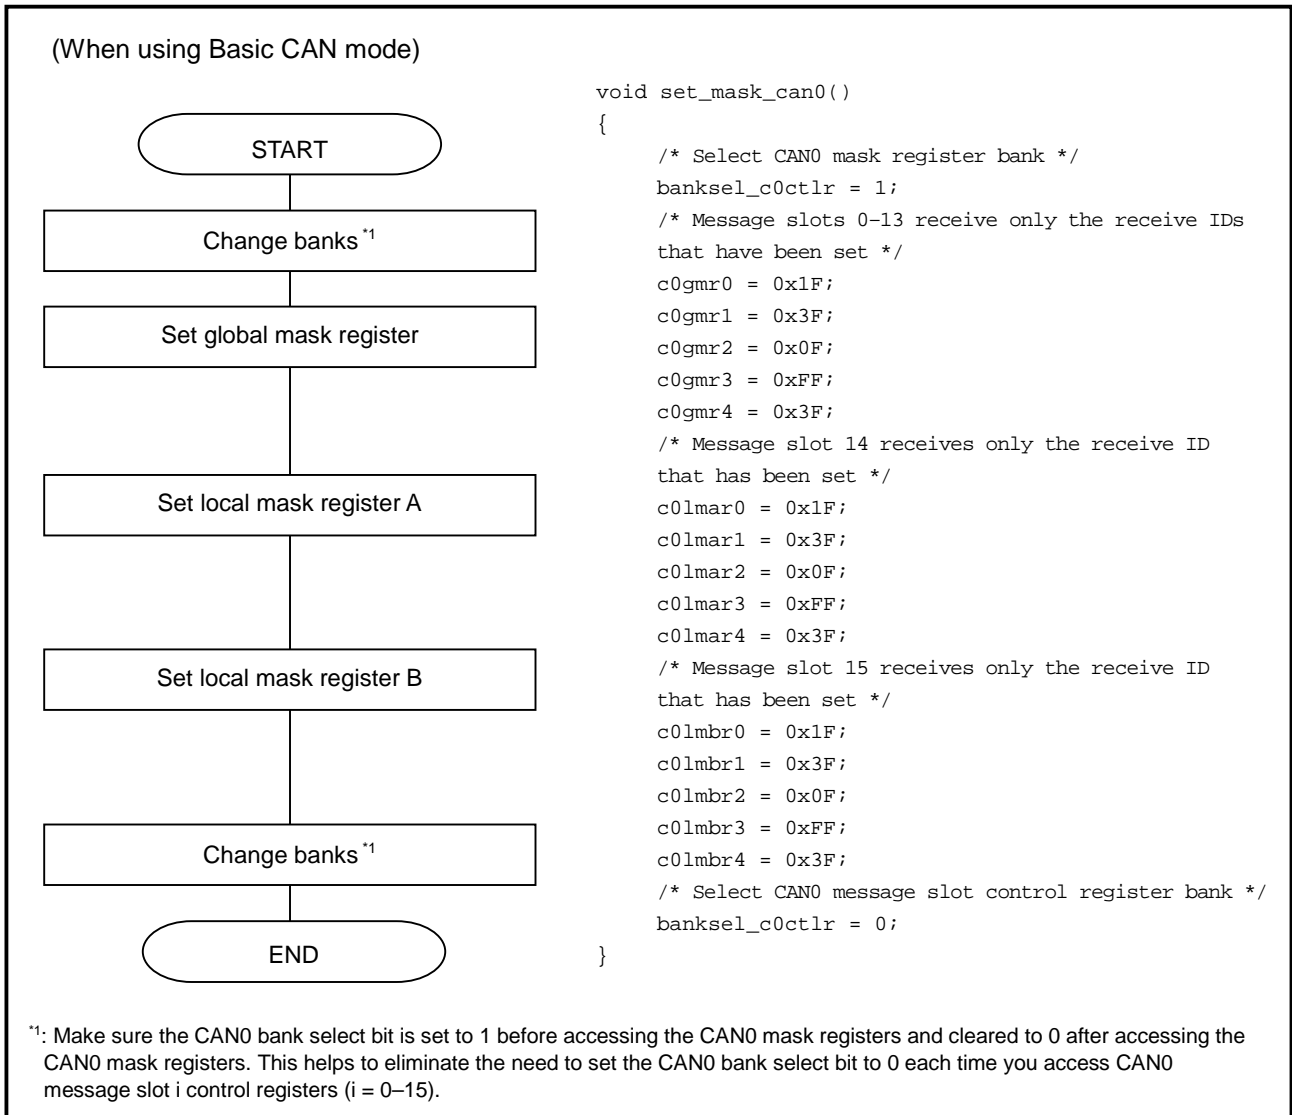 (When using Basic CAN mode)
START
Change banks *1
Set global mask register
Set local mask register A
Set local mask register B
Change banks *1
END
void set_mask_can0()
{
/* Select CAN0 mask register bank */
banksel_c0ctlr = 1;
/* Message slots 0–13 receive only the receive IDs
that have been set */
c0gmr0 = 0x1F;
c0gmr1 = 0x3F;
c0gmr2 = 0x0F;
c0gmr3 = 0xFF;
c0gmr4 = 0x3F;
/* Message slot 14 receives only the receive ID
that has been set */
c0lmar0 = 0x1F;
c0lmar1 = 0x3F;
c0lmar2 = 0x0F;
c0lmar3 = 0xFF;
c0lmar4 = 0x3F;
/* Message slot 15 receives only the receive ID
that has been set */
c0lmbr0 = 0x1F;
c0lmbr1 = 0x3F;
c0lmbr2 = 0x0F;
c0lmbr3 = 0xFF;
c0lmbr4 = 0x3F;
/* Select CAN0 message slot control register bank */
banksel_c0ctlr = 0;
}
*1: Make sure the CAN0 bank select bit is set to 1 before accessing the CAN0 mask registers and cleared to 0 after accessing the
CAN0 mask registers. This helps to eliminate the need to set the CAN0 bank select bit to 0 each time you access CAN0
message slot i control registers (i = 0–15).